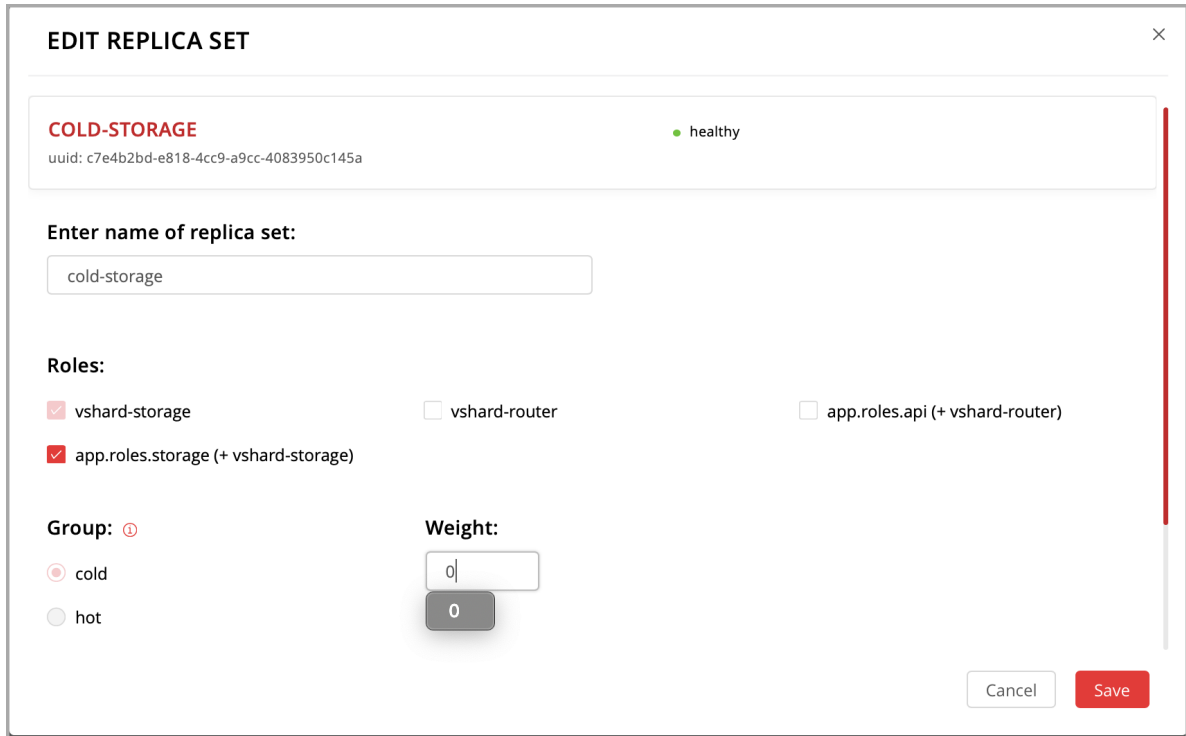 EDIT REPLICA SET
COLD-STORAGE
healthy
uuid: c7e4b2bd-e818-4cc9-a9cc-4083950c145a
Enter name of replica set:
cold-storage
Roles:
vshard-storage
vshard-router
app.roles.api (+ vshard-router)
app.roles.storage (+ vshard-storage)
Group:
Weight:
cold
0
hot
0
Cancel
Save